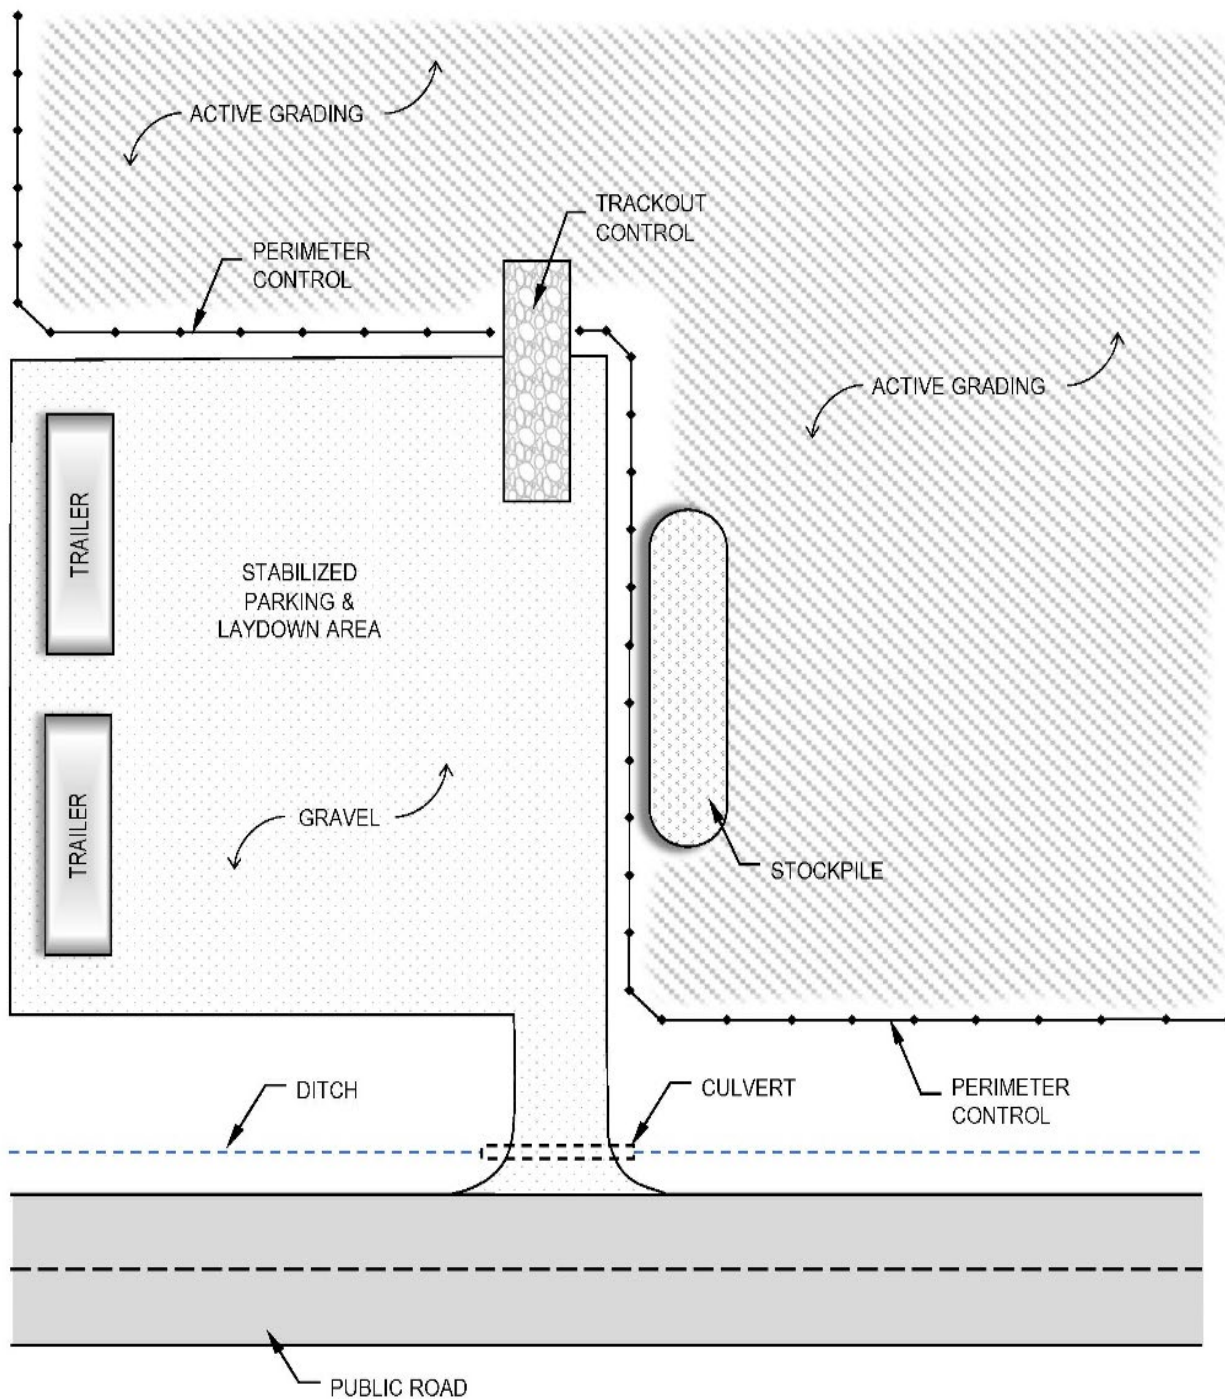 ACTIVE GRADING
TRACKOUT
CONTROL
PERIMETER
CONTROL
ACTIVE GRADING
TRAILER
STABILIZED
PARKING &
LAYDOWN AREA
TRAILER
GRAVEL
STOCKPILE
DITCH
CULVERT
PERIMETER
CONTROL
PUBLIC ROAD